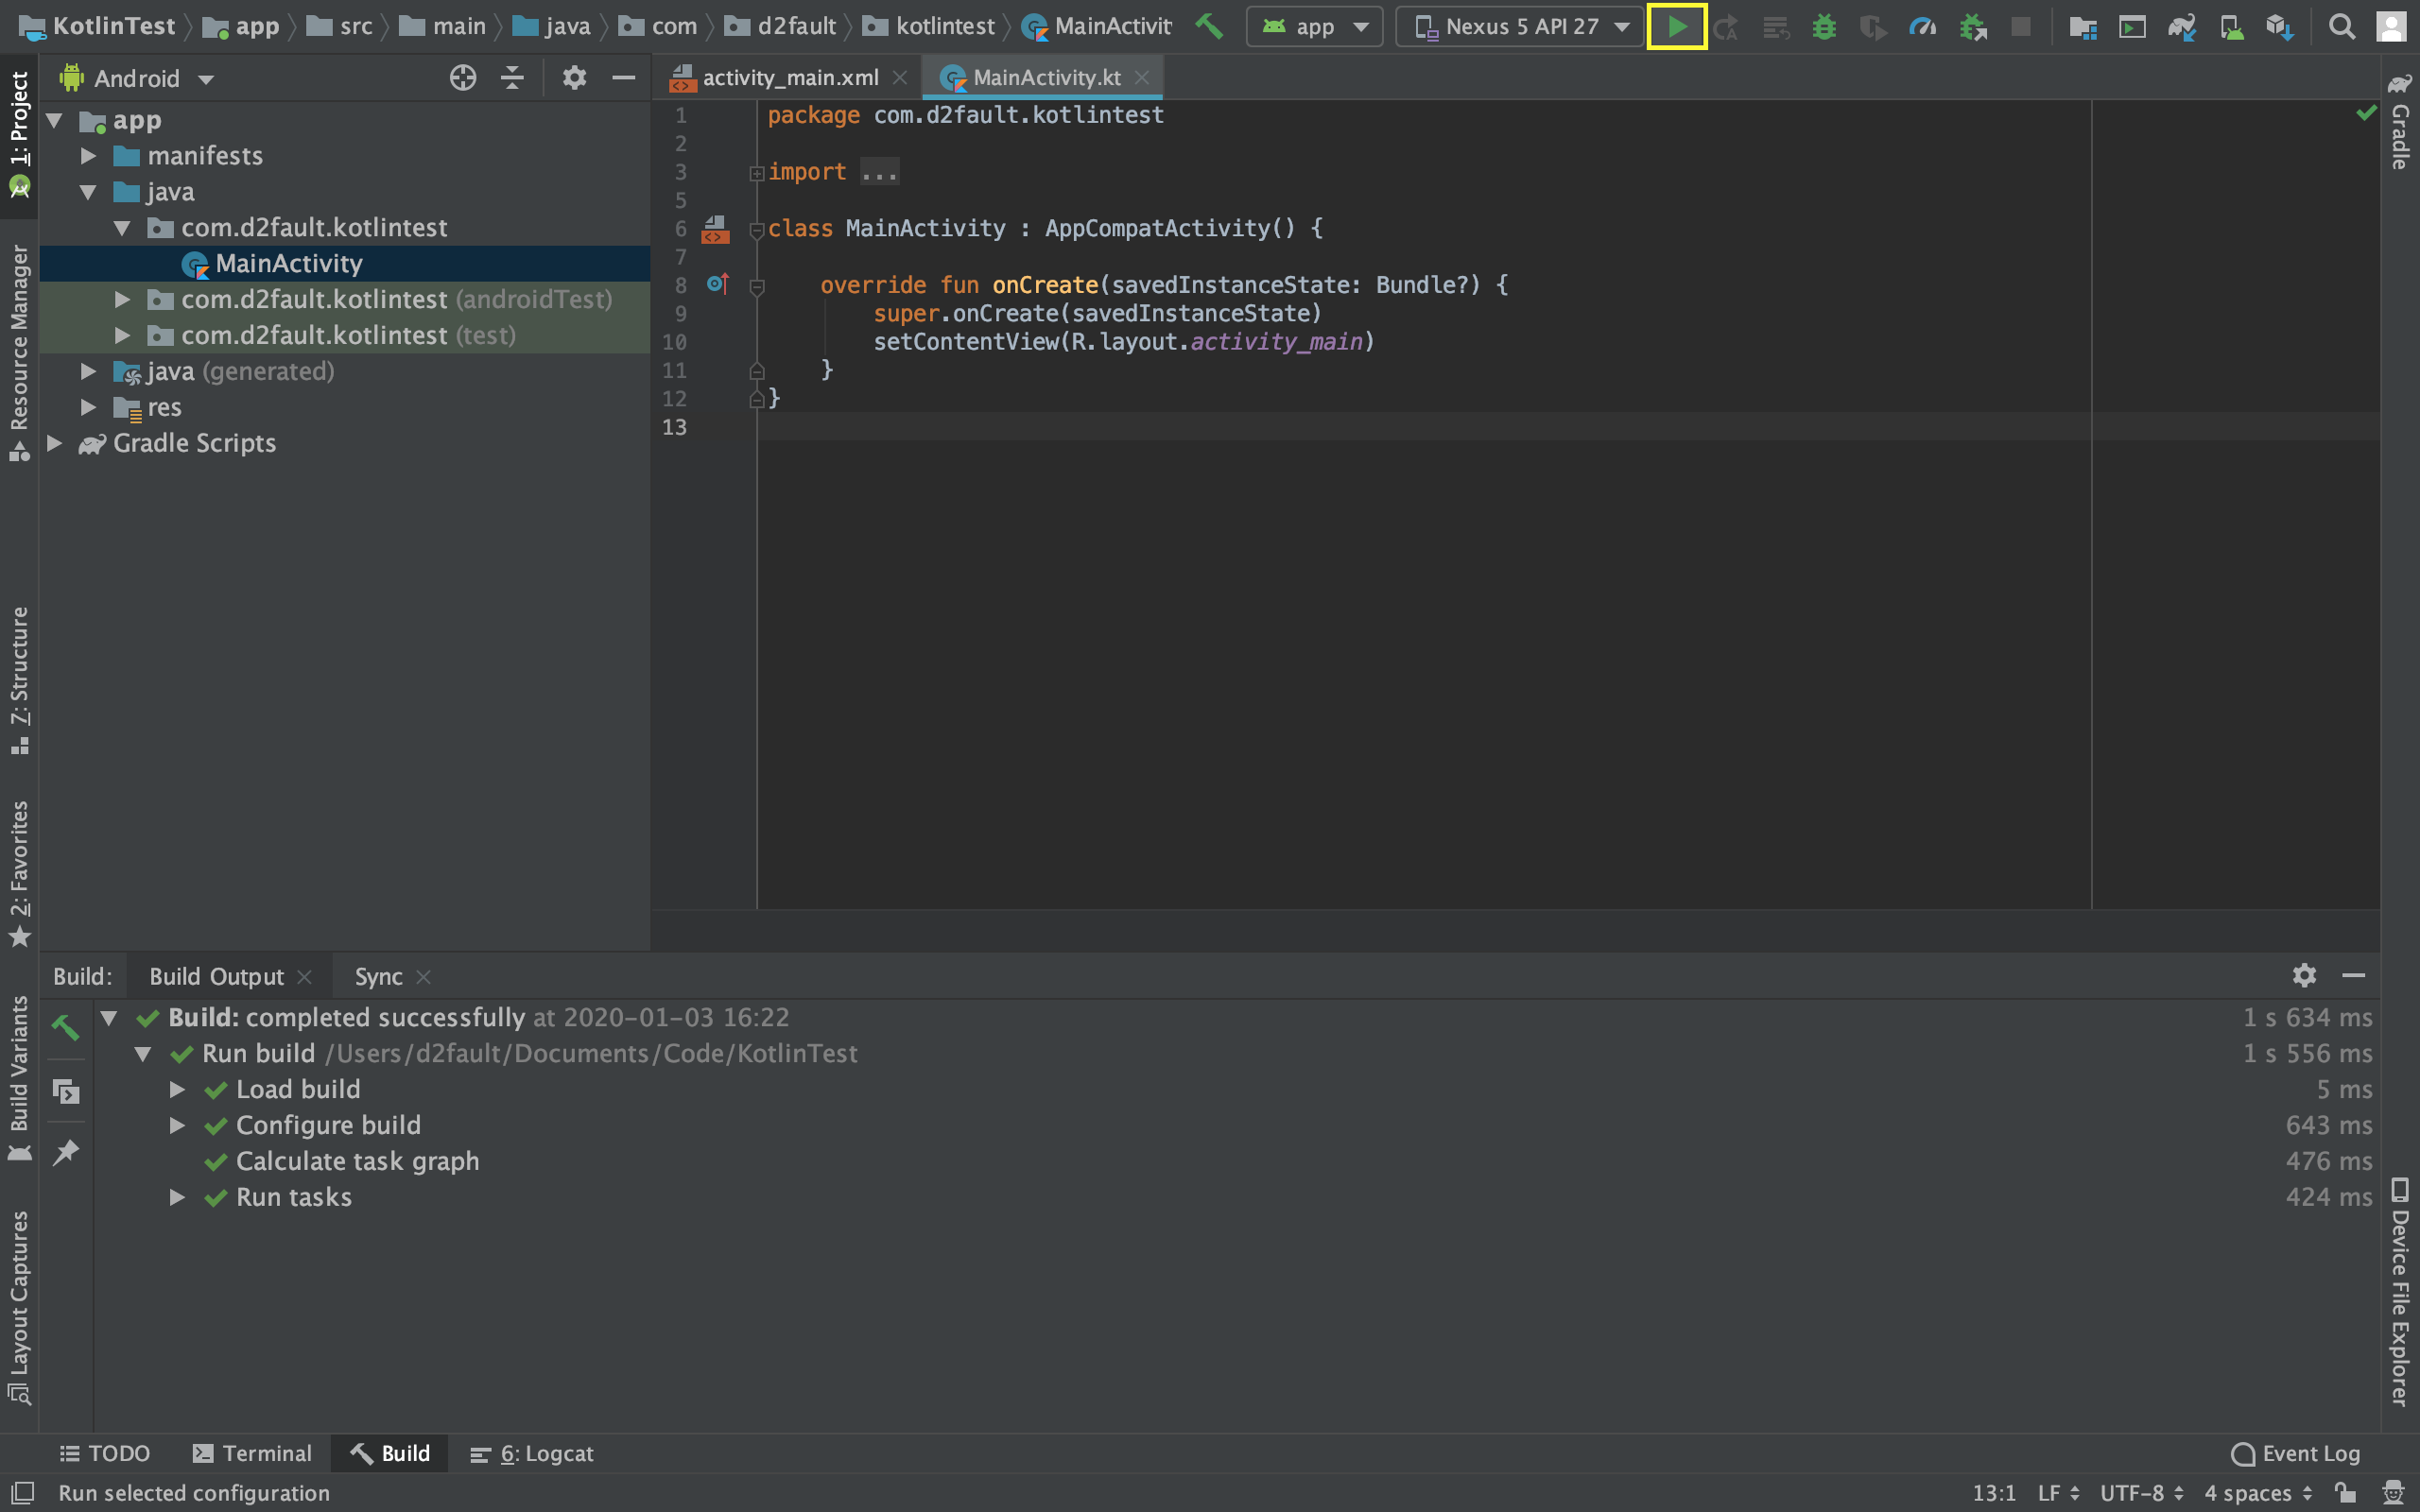 KotlinTest app src main java com d2fault kotlintest MainActivit app Nexus 5 API 27
Android
activity_main.xml MainActivity.kt
1: Project
Resource Manager
7: Structure
2: Favorites
Build Variants
Layout Captures
app
manifests
java
com.d2fault.kotlintest
MainActivity
com.d2fault.kotlintest (androidTest)
com.d2fault.kotlintest (test)
java (generated)
res
Gradle Scripts
1 package com.d2fault.kotlintest
2
3 import ...
5
6 class MainActivity : AppCompatActivity() {
7
8 override fun onCreate(savedInstanceState: Bundle?) {
9 super.onCreate(savedInstanceState)
10 setContentView(R.layout.activity_main)
11 }
12 }
13
Gradle
Device File Explorer
Build: Build Output Sync
Build: completed successfully at 2020-01-03 16:22 1 s 634 ms
Run build /Users/d2fault/Documents/Code/KotlinTest 1 s 556 ms
Load build 5 ms
Configure build 643 ms
Calculate task graph 476 ms
Run tasks 424 ms
TODO Terminal Build 6: Logcat Event Log
Run selected configuration 13:1 LF UTF-8 4 spaces